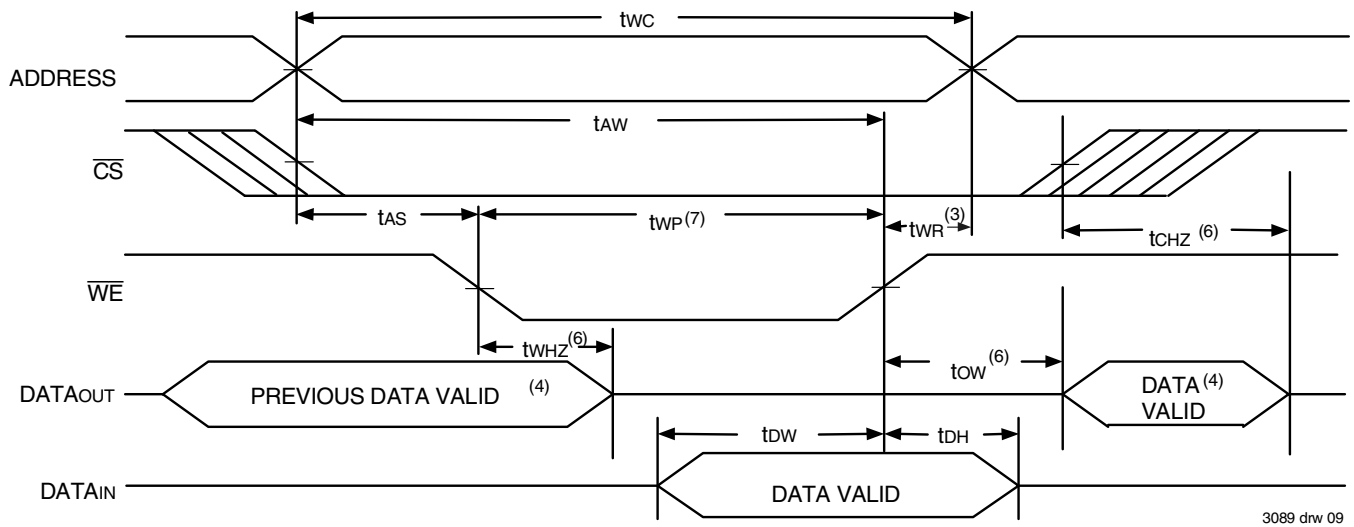 tWC
ADDRESS
tAW
CS
tAS
tWP(7)
tWR(3)
tCHZ (6)
WE
tWHZ(6)
tOW(6)
DATAOUT
PREVIOUS DATA VALID (4)
DATA(4)
VALID
tDW
tDH
DATAIN
DATA VALID
3089 drw 09